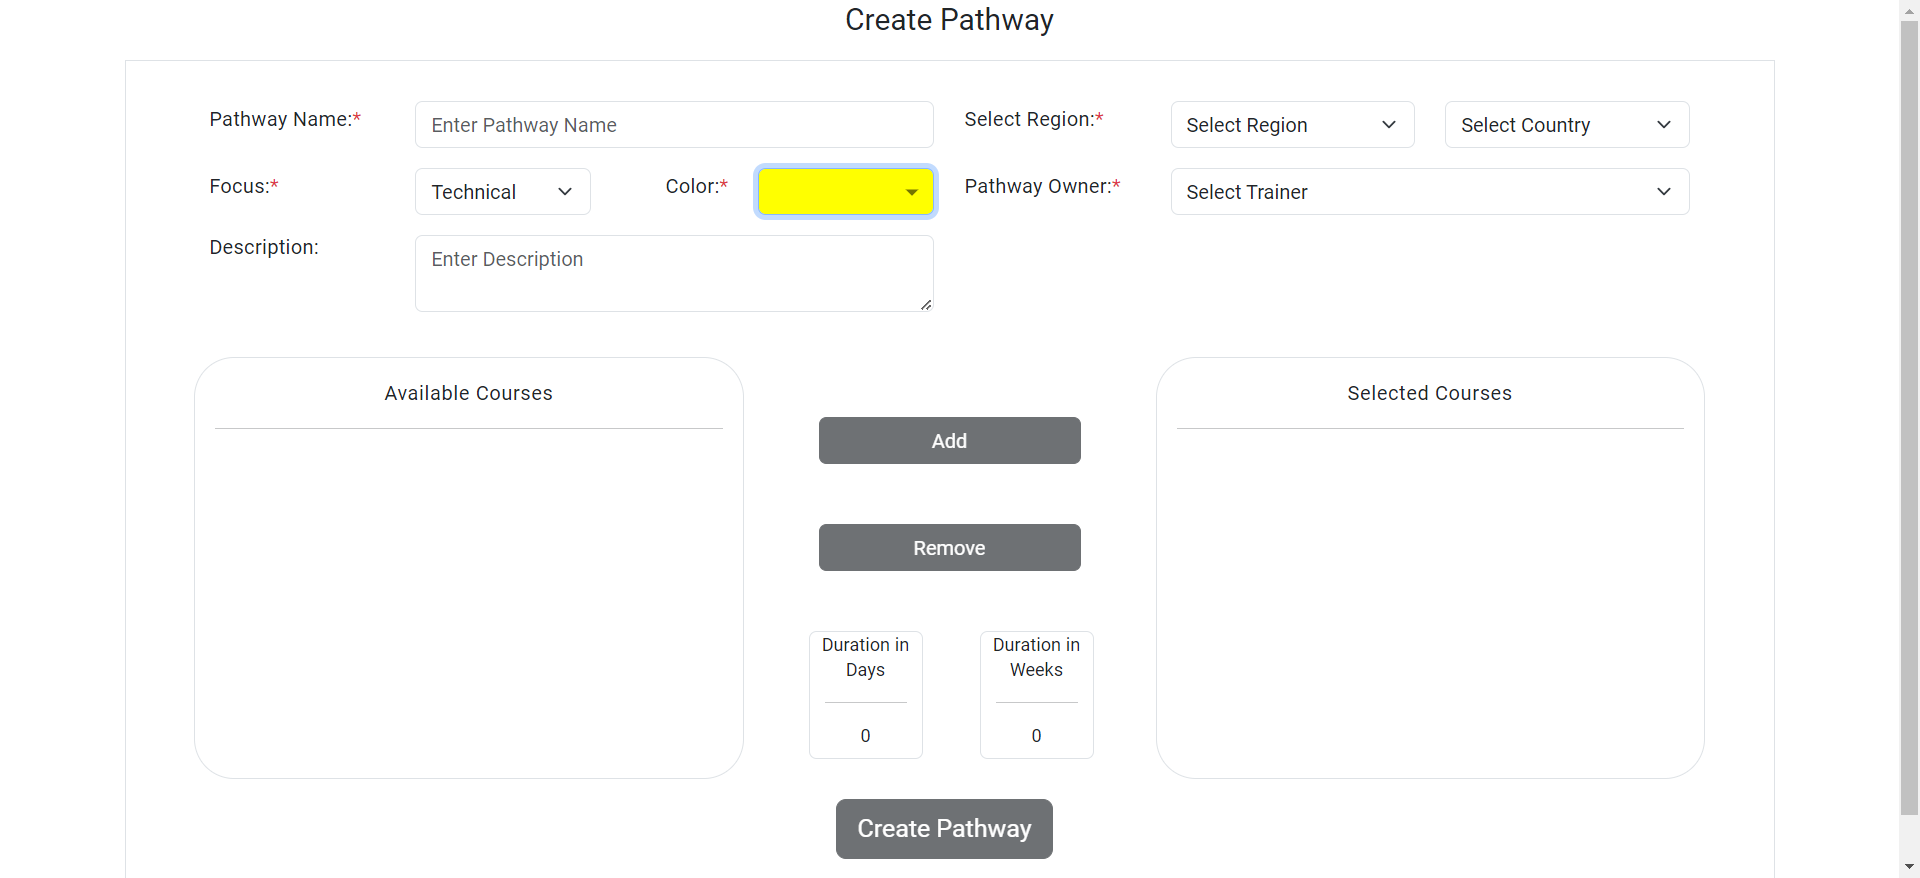 Create Pathway
Pathway Name:* Enter Pathway Name Select Region:* Select Region Select Country
Focus:* Technical Color:* Pathway Owner:* Select Trainer
Description: Enter Description
Available Courses Selected Courses
Add
Remove
Duration in Days Duration in Weeks
0 0
Create Pathway